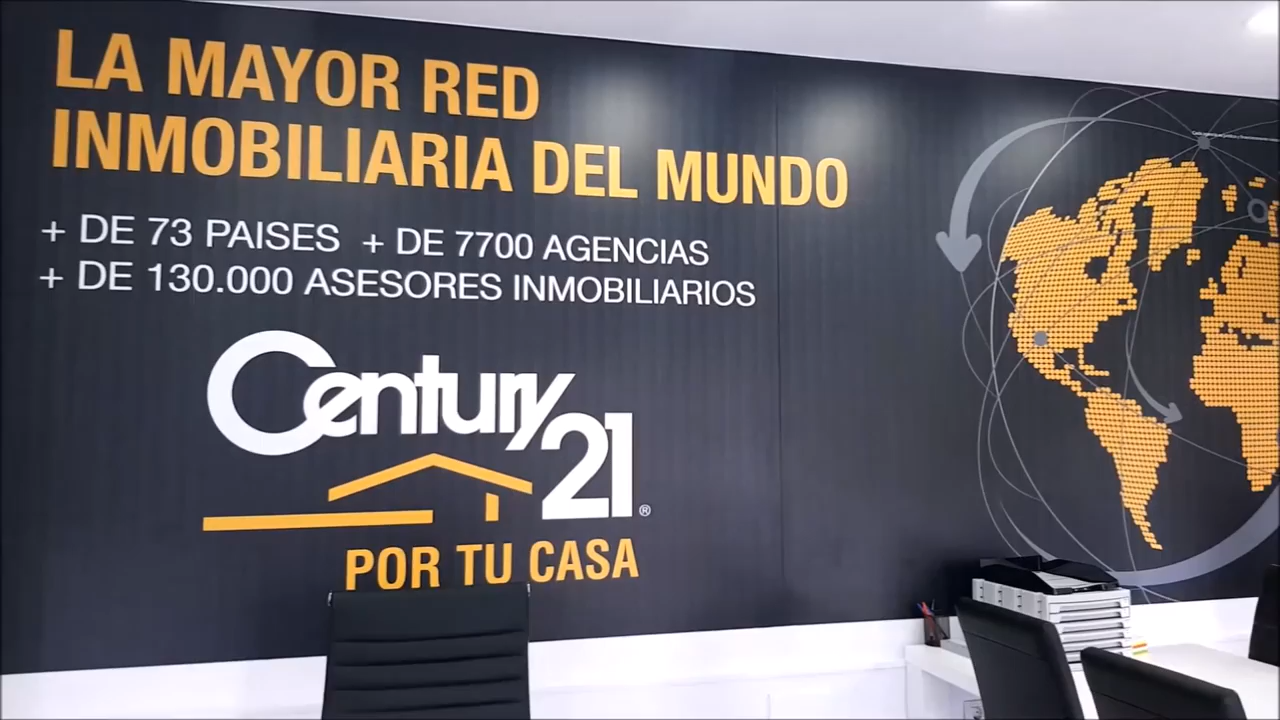 LA MAYOR RED
INMOBILIARIA DEL MUNDO
+ DE 73 PAISES + DE 7700 AGENCIAS
+ DE 130.000 ASESORES INMOBILIARIOS
Century
21®
POR TU CASA